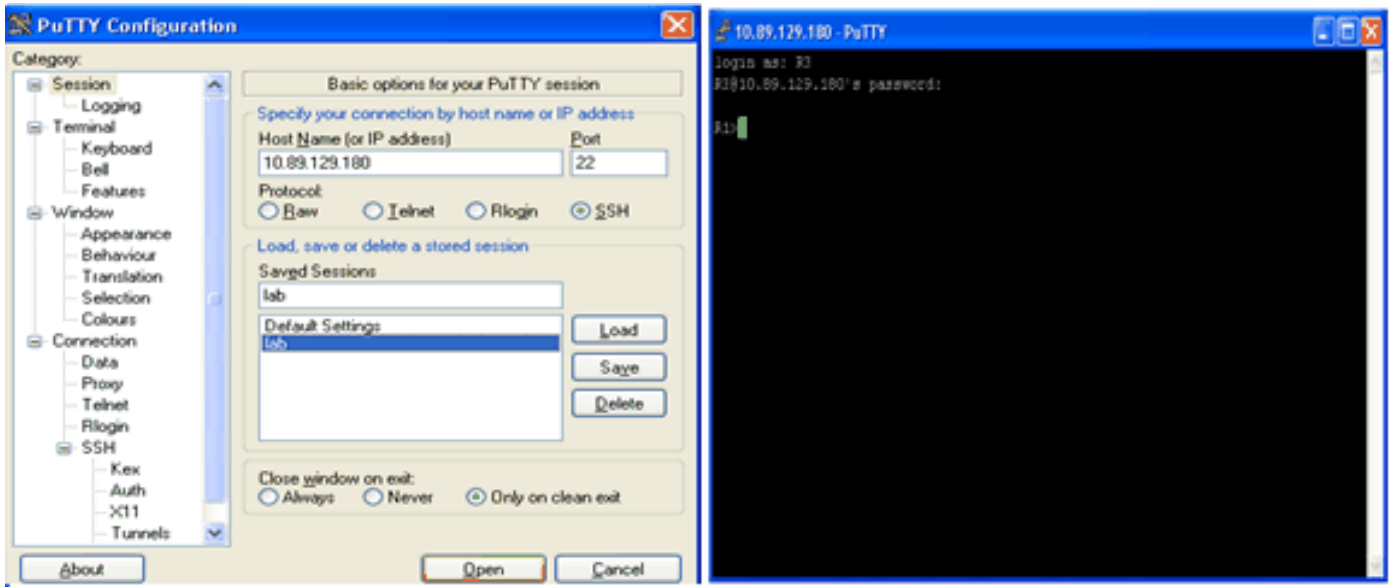 PuTTY Configuration
Category:
Session
Logging
Terminal
Keyboard
Bell
Features
Window
Appearance
Behaviour
Translation
Selection
Colours
Connection
Data
Proxy
Telnet
Rlogin
SSH
Kex
Auth
X11
Tunnels
Basic options for your PuTTY session
Specify your connection by host name or IP address
Host Name (or IP address)
Port
10.89.129.180
22
Protocol:
Raw Telnet Rlogin SSH
Load, save or delete a stored session
Saved Sessions
lab
Default Settings
lab
Load
Save
Delete
Close window on exit:
Always Never Only on clean exit
About
Open
Cancel
10.89.129.180 - PuTTY
login as: R3
R3@10.89.129.180's password:
R1>